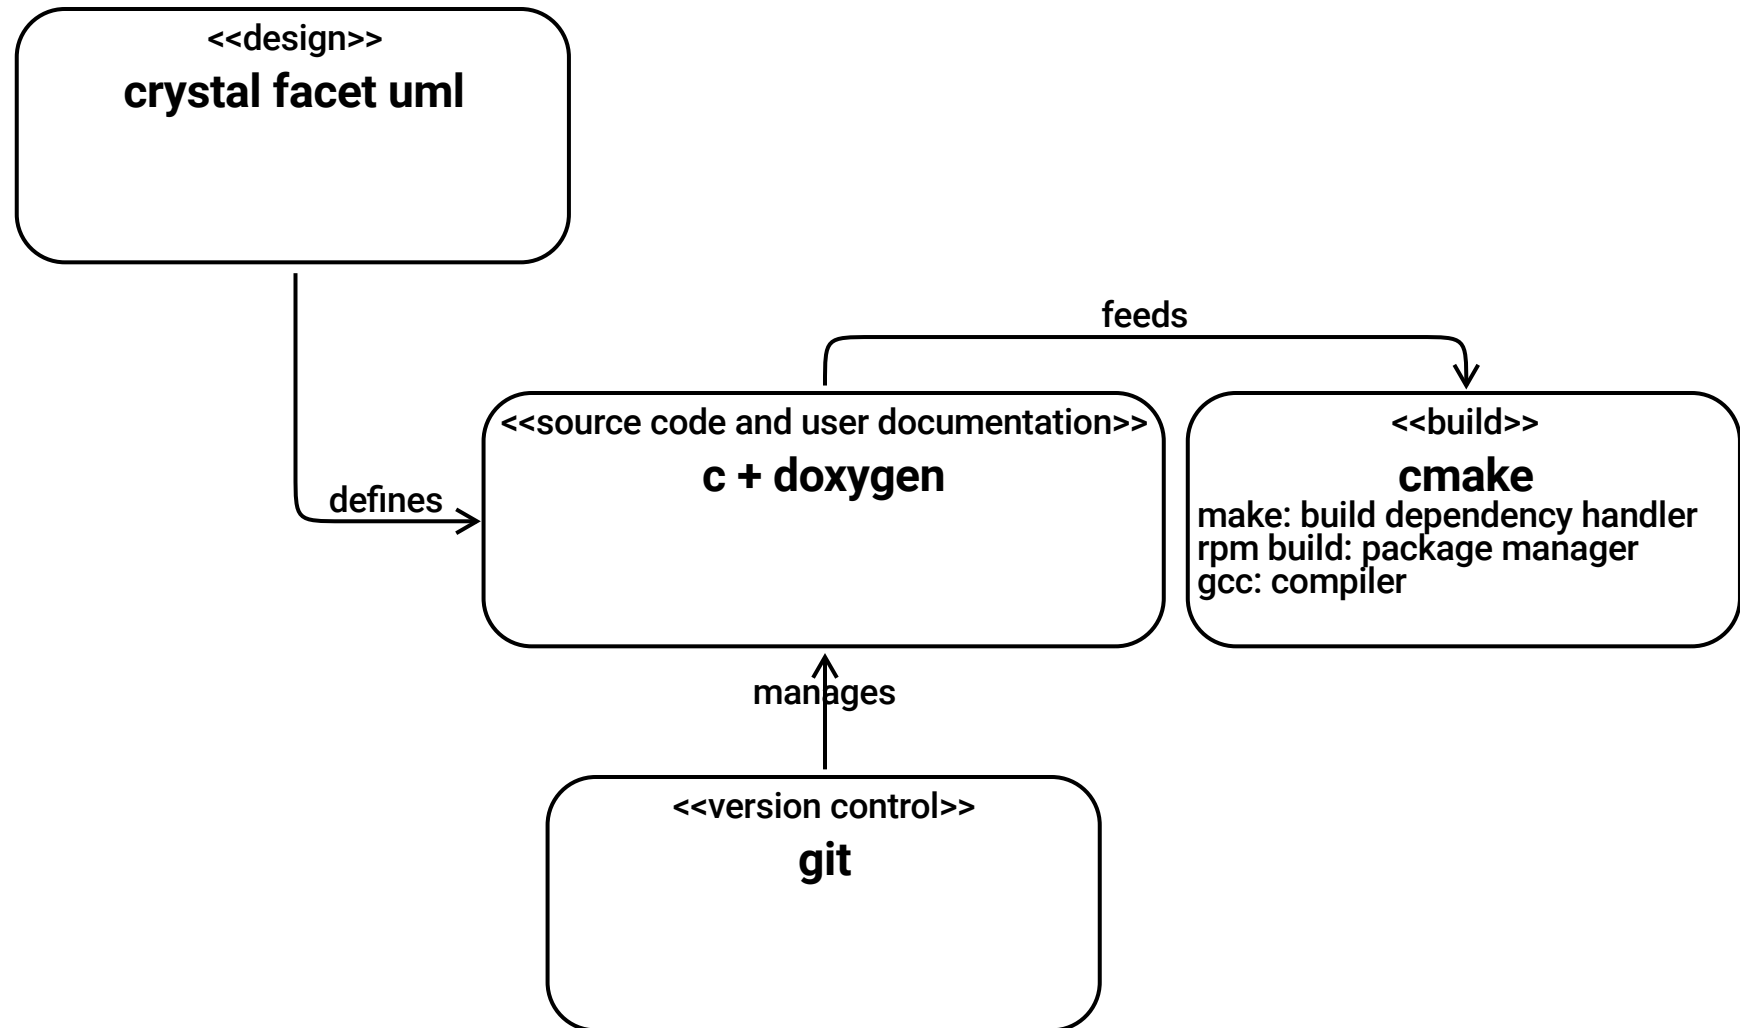 <<design>>
crystal facet uml
feeds
<<source code and user documentation>>
c + doxygen
<<build>>
cmake
make: build dependency handler
rpm build: package manager
gcc: compiler
defines
manages
<<version control>>
git